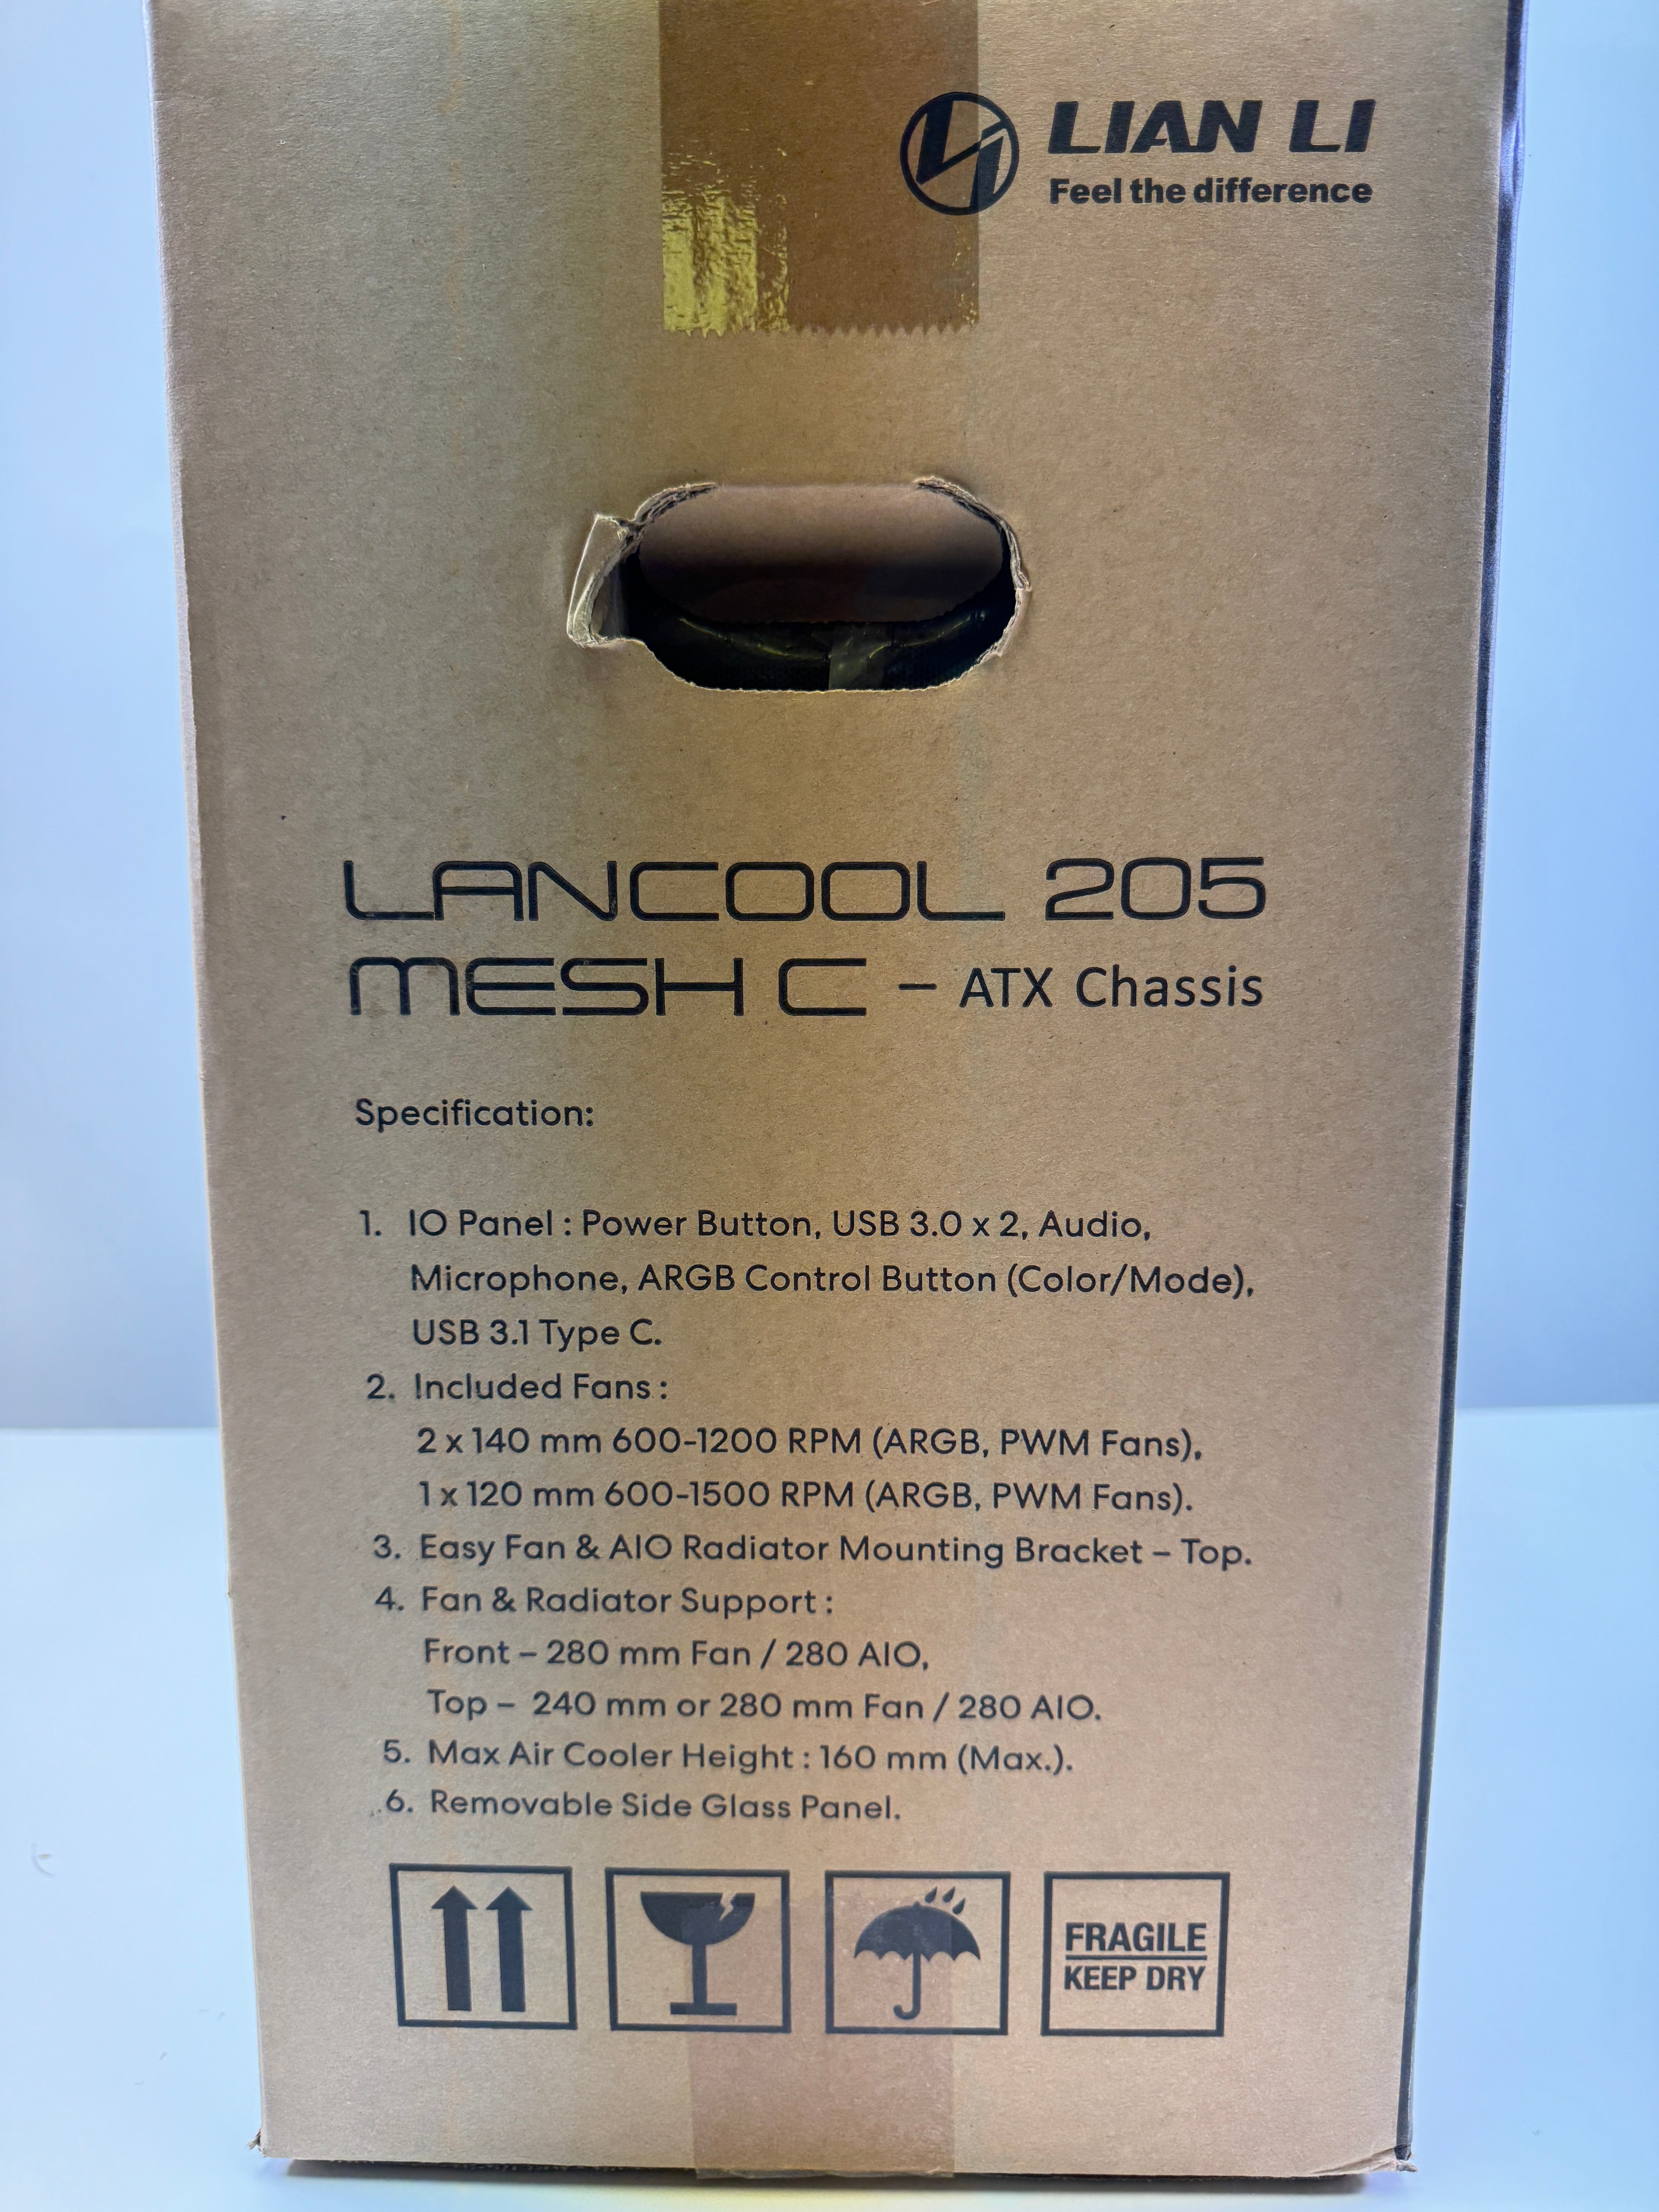 LIAN LI
Feel the difference
LANCOOL 205
MESH C – ATX Chassis
Specification:
1. IO Panel : Power Button, USB 3.0 x 2, Audio,
Microphone, ARGB Control Button (Color/Mode),
USB 3.1 Type C.
2. Included Fans :
2 x 140 mm 600-1200 RPM (ARGB, PWM Fans),
1 x 120 mm 600-1500 RPM (ARGB, PWM Fans).
3. Easy Fan & AIO Radiator Mounting Bracket – Top.
4. Fan & Radiator Support :
Front – 280 mm Fan / 280 AIO,
Top – 240 mm or 280 mm Fan / 280 AIO.
5. Max Air Cooler Height : 160 mm (Max.).
6. Removable Side Glass Panel.
FRAGILE
KEEP DRY